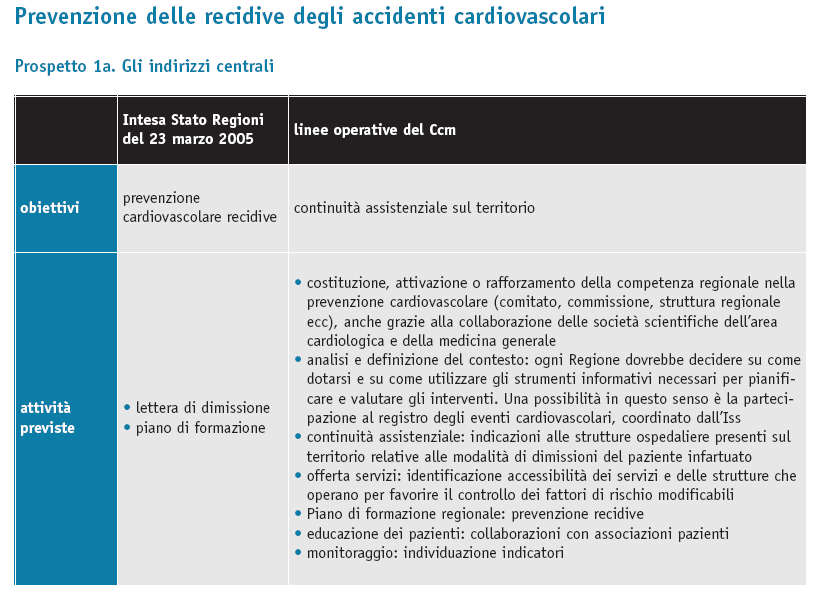 Prevenzione delle recidive degli accidenti cardiovascolari
Prospetto 1a. Gli indirizzi centrali
Intesa Stato Regioni
del 23 marzo 2005
linee operative del Ccm
obiettivi
prevenzione
cardiovascolare recidive
continuità assistenziale sul territorio
attività
previste
• lettera di dimissione
• piano di formazione
• costituzione, attivazione o rafforzamento della competenza regionale nella
prevenzione cardiovascolare (comitato, commissione, struttura regionale
ecc), anche grazie alla collaborazione delle società scientifiche dell'area
cardiologica e della medicina generale
• analisi e definizione del contesto: ogni Regione dovrebbe decidere su come
dotarsi e su come utilizzare gli strumenti informativi necessari per pianifi-
care e valutare gli interventi. Una possibilità in questo senso è la parteci-
pazione al registro degli eventi cardiovascolari, coordinato dall'Iss
• continuità assistenziale: indicazioni alle strutture ospedaliere presenti sul
territorio relative alle modalità di dimissioni del paziente infartuato
• offerta servizi: identificazione accessibilità dei servizi e delle strutture che
operano per favorire il controllo dei fattori di rischio modificabili
• Piano di formazione regionale: prevenzione recidive
• educazione dei pazienti: collaborazioni con associazioni pazienti
• monitoraggio: individuazione indicatori